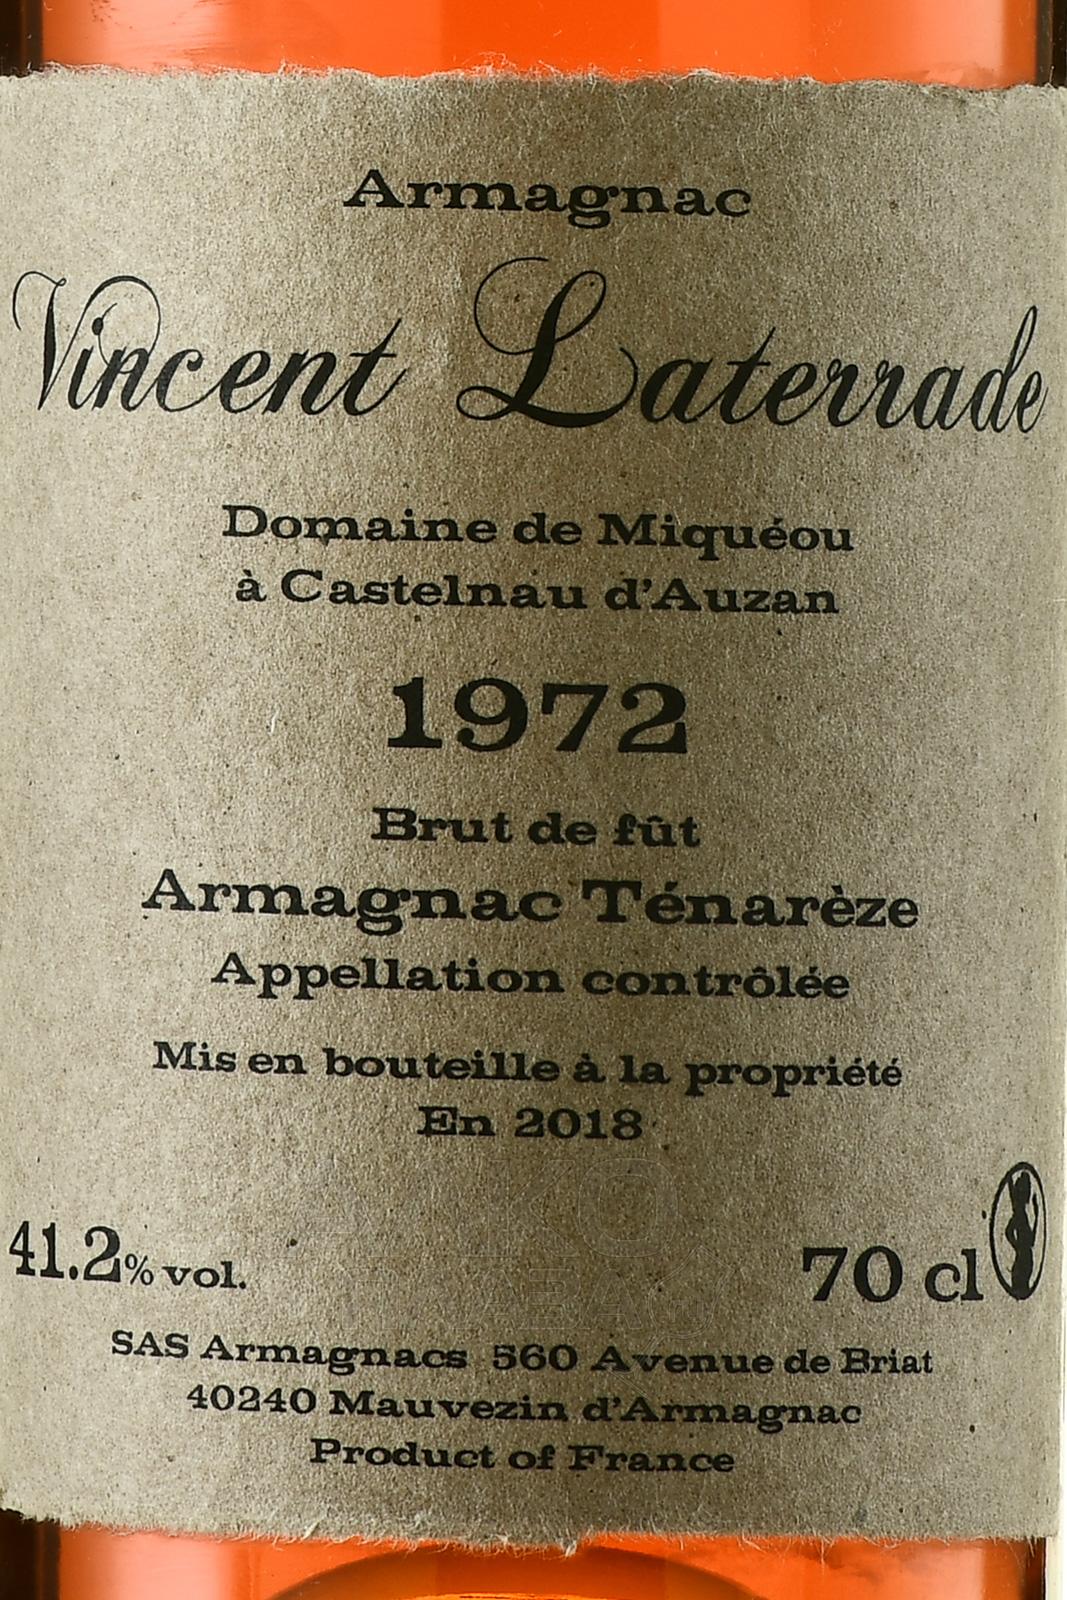 Armagnac
Vincent Laterrade
Domaine de Miquéou
à Castelnau d'Auzan
1972
Brut de fût
Armagnac Ténarèze
Appellation contrôlée
Mis en bouteille à la propriété
En 2018
41.2% vol.
70 cl
SAS Armagnacs 560 Avenue de Briat
40240 Mauvezin d'Armagnac
Product of France